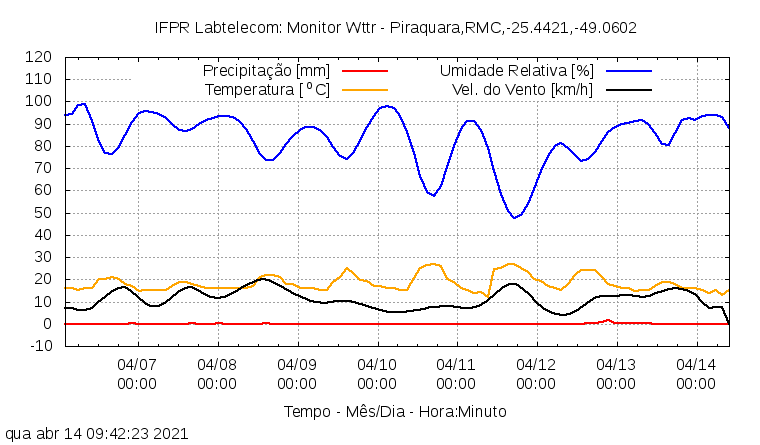 IFPR Labtelecom: Monitor Wttr - Piraquara,RMC,-25.4421,-49.0602
Precipitação [mm]
Umidade Relativa [%]
Temperatura [⁰C]
Vel. do Vento [km/h]
120
110
100
90
80
70
60
50
40
30
20
10
0
-10
04/07 04/08 04/09 04/10 04/11 04/12 04/13 04/14
00:00 00:00 00:00 00:00 00:00 00:00 00:00 00:00
Tempo - Mês/Dia - Hora:Minuto
qua abr 14 09:42:23 2021